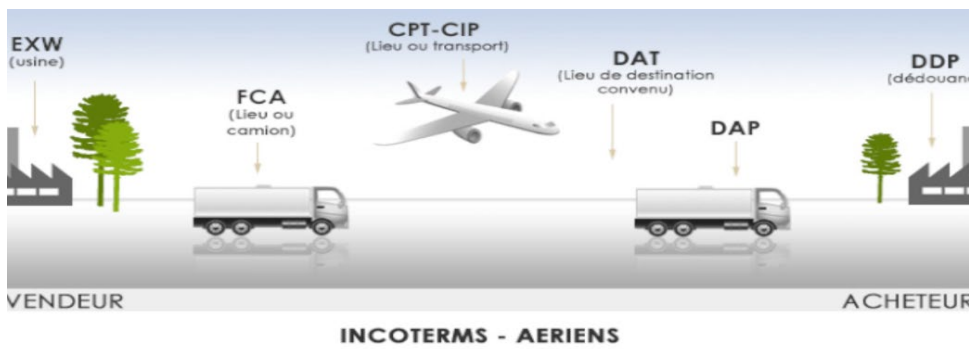 EXW
(usine)
FCA
(Lieu ou
camion)
CPT-CIP
(Lieu ou transport)
DAT
(Lieu de destination
convenu)
DAP
DDP
(dédouané
VENDEUR
ACHETEUR
INCOTERMS - AERIENS